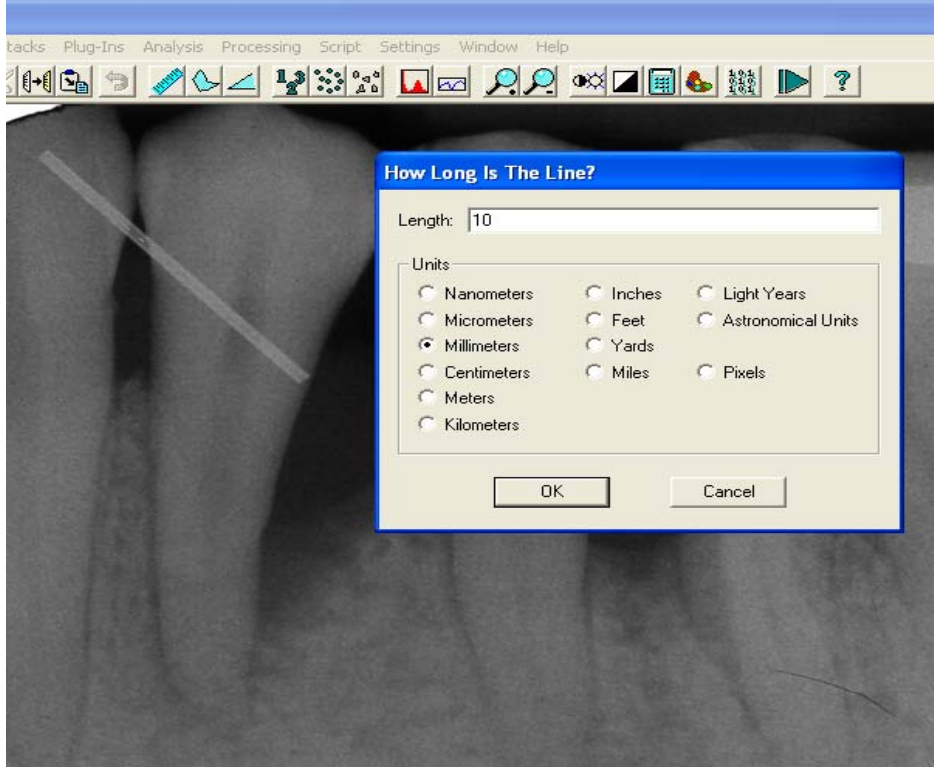 tacks Plug-Ins Analysis Processing Script Settings Window Help
How Long Is The Line?
Length: 10
Units
Nanometers Inches Light Years
Micrometers Feet Astronomical Units
Millimeters Yards
Centimeters Miles Pixels
Meters
Kilometers
OK Cancel